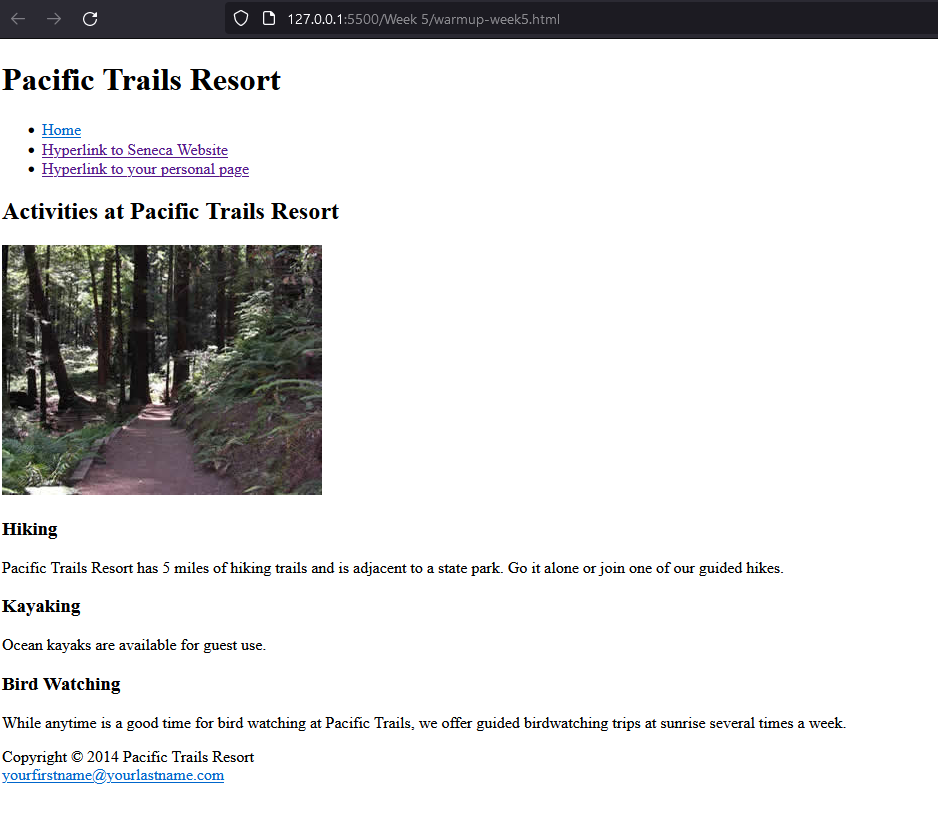 127.0.0.1:5500/Week 5/warmup-week5.html
Pacific Trails Resort
Home
Hyperlink to Seneca Website
Hyperlink to your personal page
Activities at Pacific Trails Resort
Hiking
Pacific Trails Resort has 5 miles of hiking trails and is adjacent to a state park. Go it alone or join one of our guided hikes.
Kayaking
Ocean kayaks are available for guest use.
Bird Watching
While anytime is a good time for bird watching at Pacific Trails, we offer guided birdwatching trips at sunrise several times a week.
Copyright © 2014 Pacific Trails Resort
yourfirstname@yourlastname.com